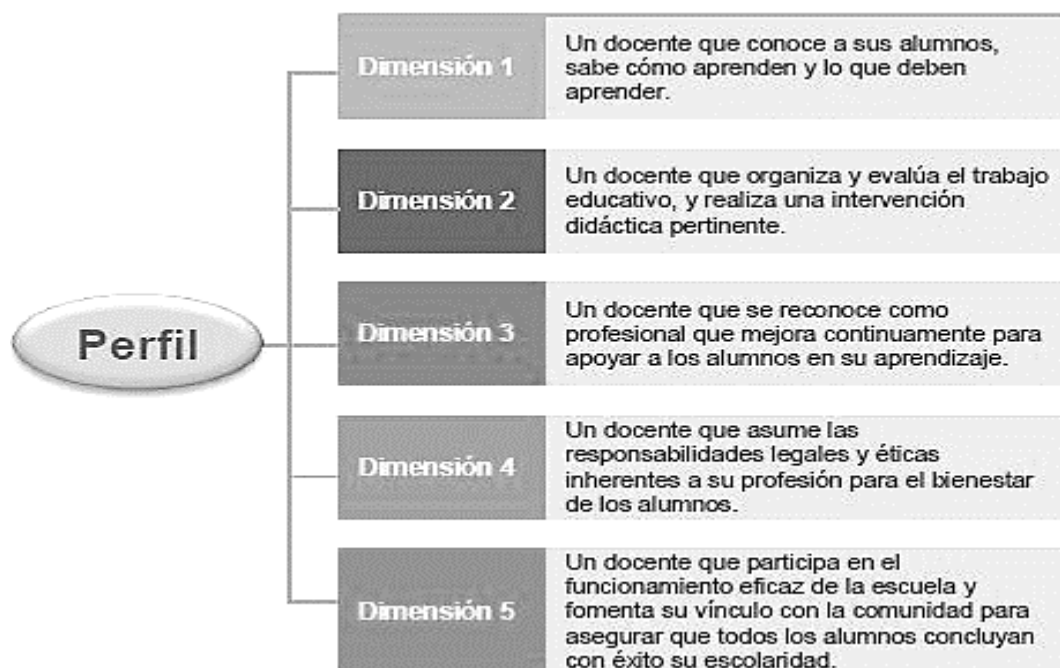 Perfil
Dimensión 1
Un docente que conoce a sus alumnos,
sabe cómo aprenden y lo que deben
aprender.
Dimensión 2
Un docente que organiza y evalúa el trabajo
educativo, y realiza una intervención
didáctica pertinente.
Dimensión 3
Un docente que se reconoce como
profesional que mejora continuamente para
apoyar a los alumnos en su aprendizaje.
Dimensión 4
Un docente que asume las
responsabilidades legales y éticas
inherentes a su profesión para el bienestar
de los alumnos.
Dimensión 5
Un docente que participa en el
funcionamiento eficaz de la escuela y
fomenta su vínculo con la comunidad para
asegurar que todos los alumnos concluyan
con éxito su escolaridad.